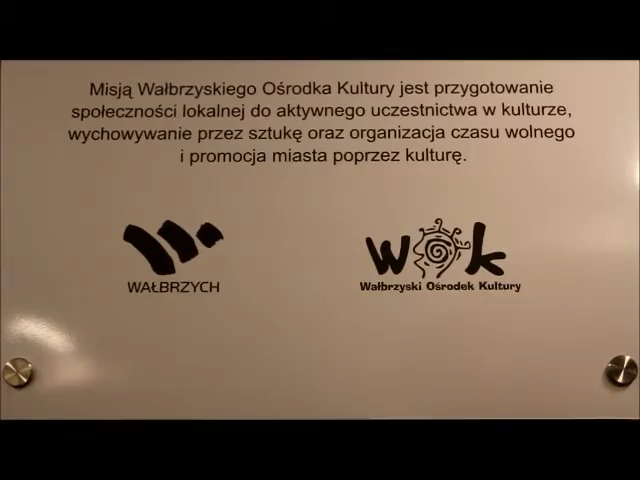 Misją Wałbrzyskiego Ośrodka Kultury jest przygotowanie
społeczności lokalnej do aktywnego uczestnictwa w kulturze,
wychowywanie przez sztukę oraz organizacja czasu wolnego
i promocja miasta poprzez kulturę.
WAŁBRZYCH
wok
Wałbrzyski Ośrodek Kultury